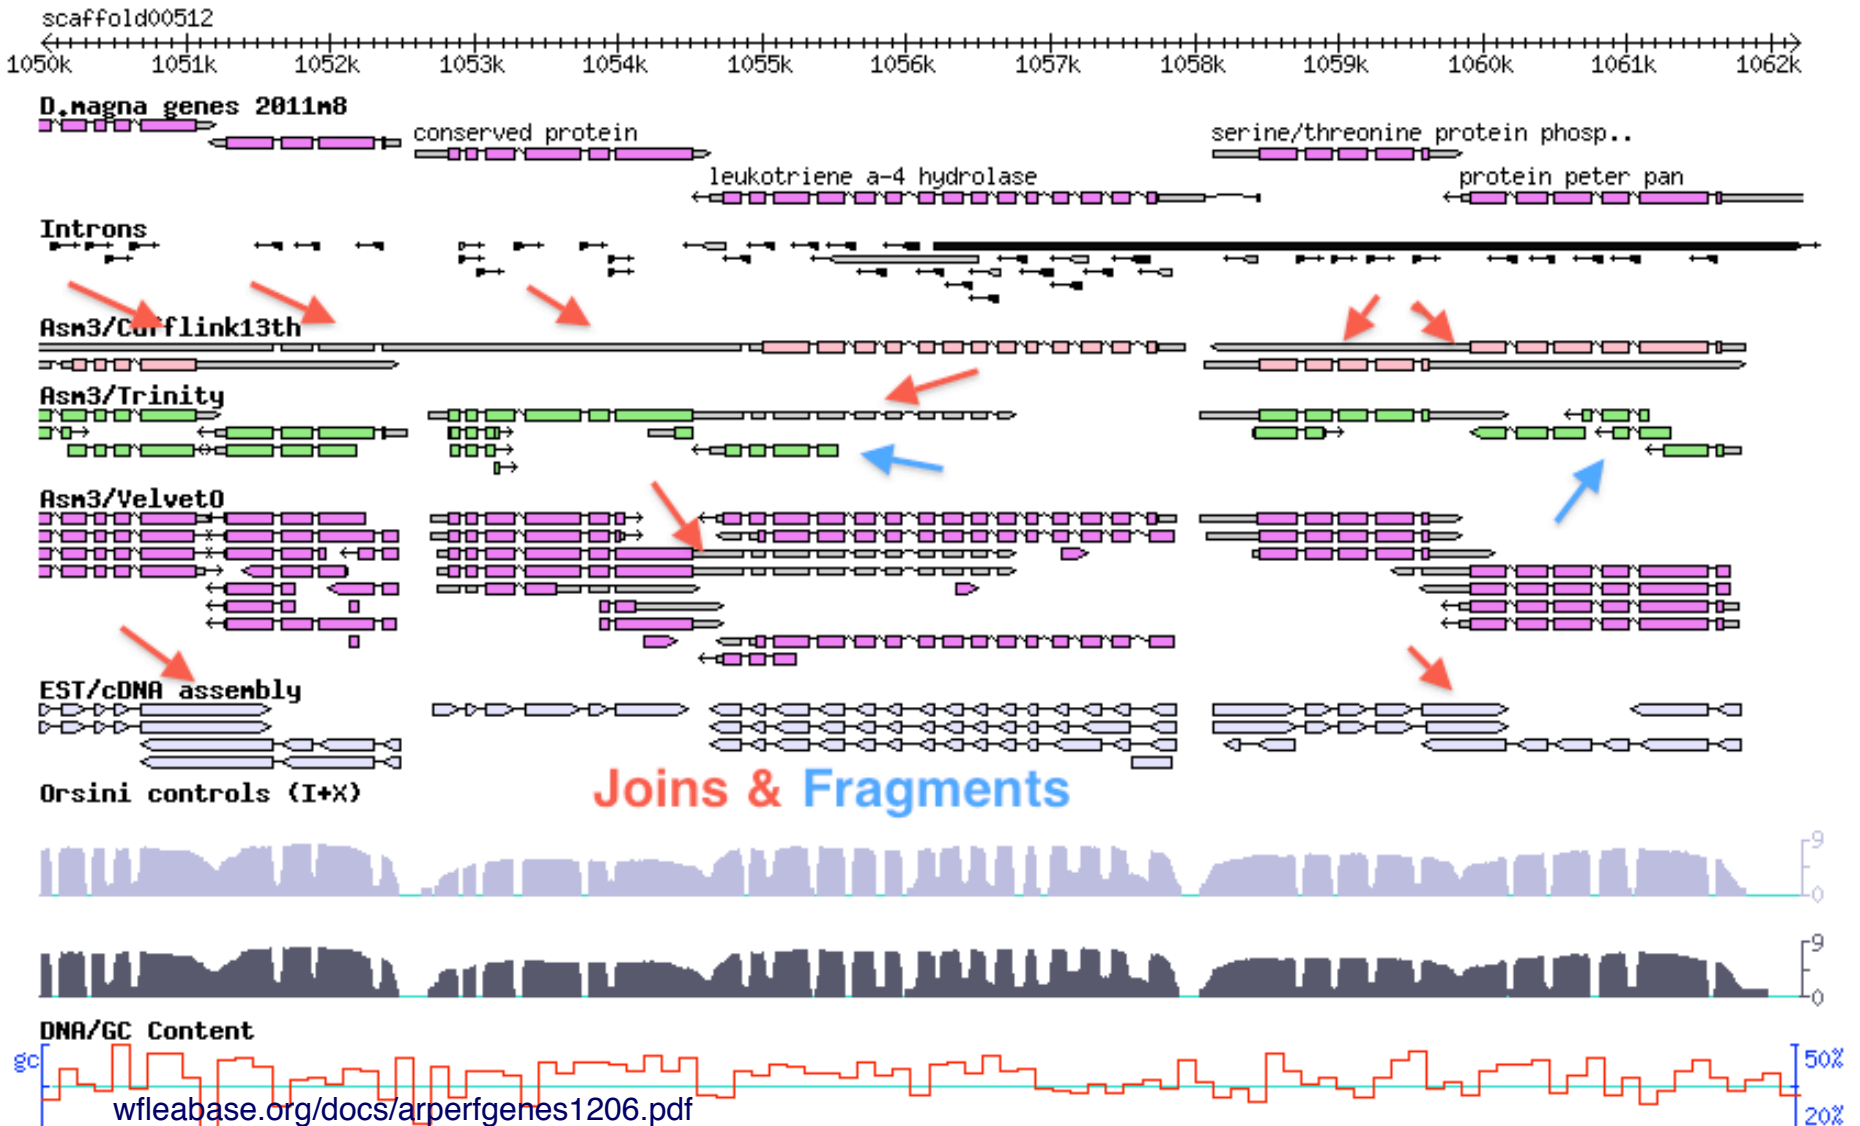 scaffold00512
1050k 1051k 1052k 1053k 1054k 1055k 1056k 1057k 1058k 1059k 1060k 1061k 1062k
D.magna genes 2011m8
conserved protein
serine/threonine protein phosp..
leukotriene a-4 hydrolase
protein peter pan
Introns
Asm3/Cufflink13th
Asm3/Trinity
Asm3/VelvetO
EST/cDNA assembly
Joins & Fragments
Orsini controls (I+X)
9
0
9
0
DNA/GC Content
gc
50%
20%
wfleabase.org/docs/arperfgenes1206.pdf